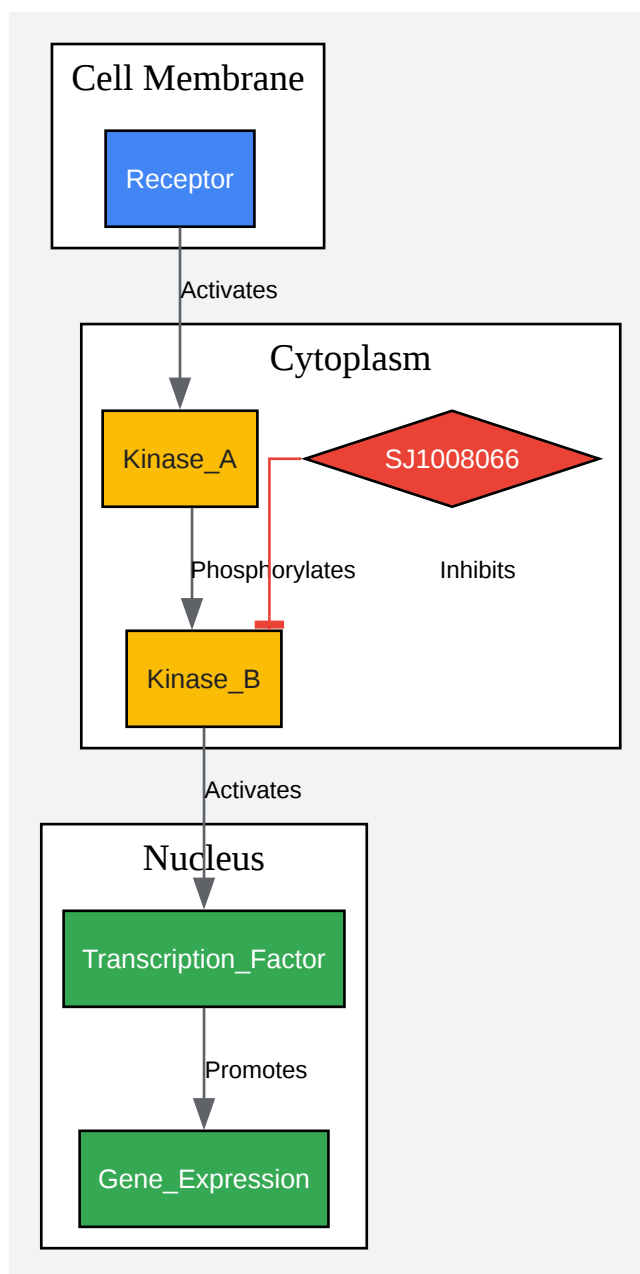 Cell Membrane
Receptor
Activates
Cytoplasm
Kinase_A
SJ1008066
Phosphorylates
Inhibits
Kinase_B
Activates
Nucleus
Transcription_Factor
Promotes
Gene_Expression